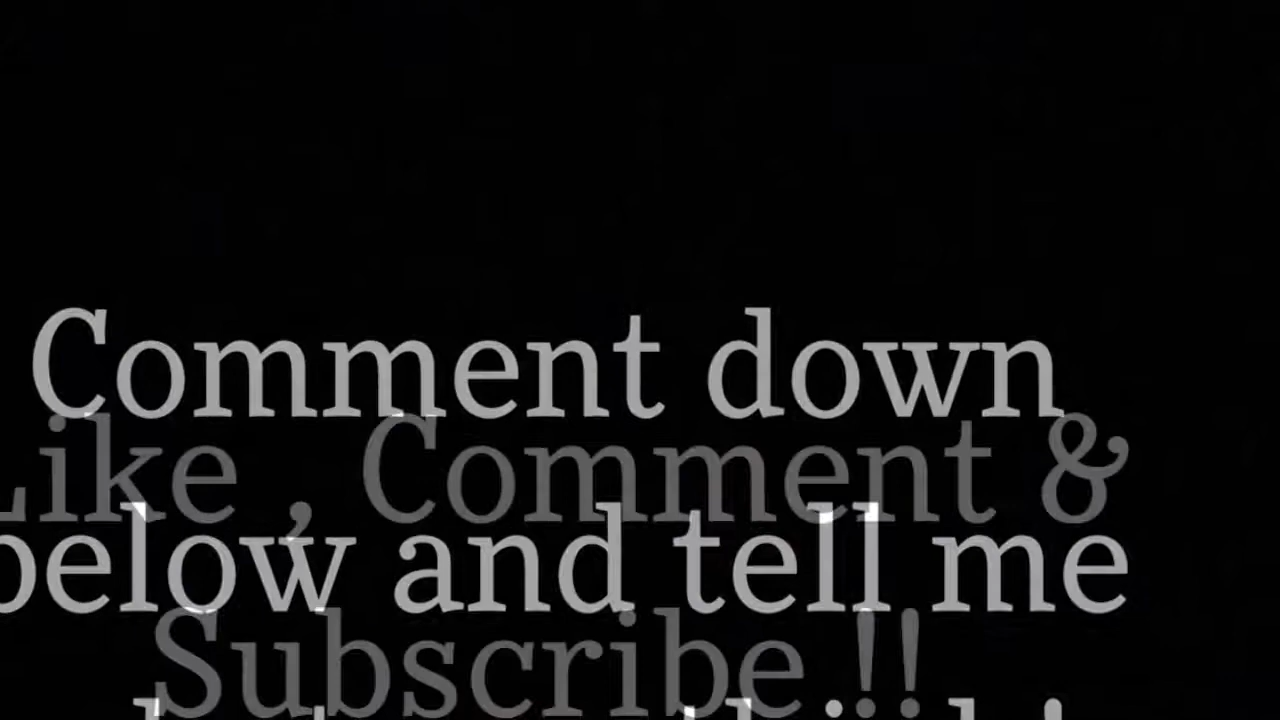 Comment down
Like , Comment &
below and tell me
Subscribe !!